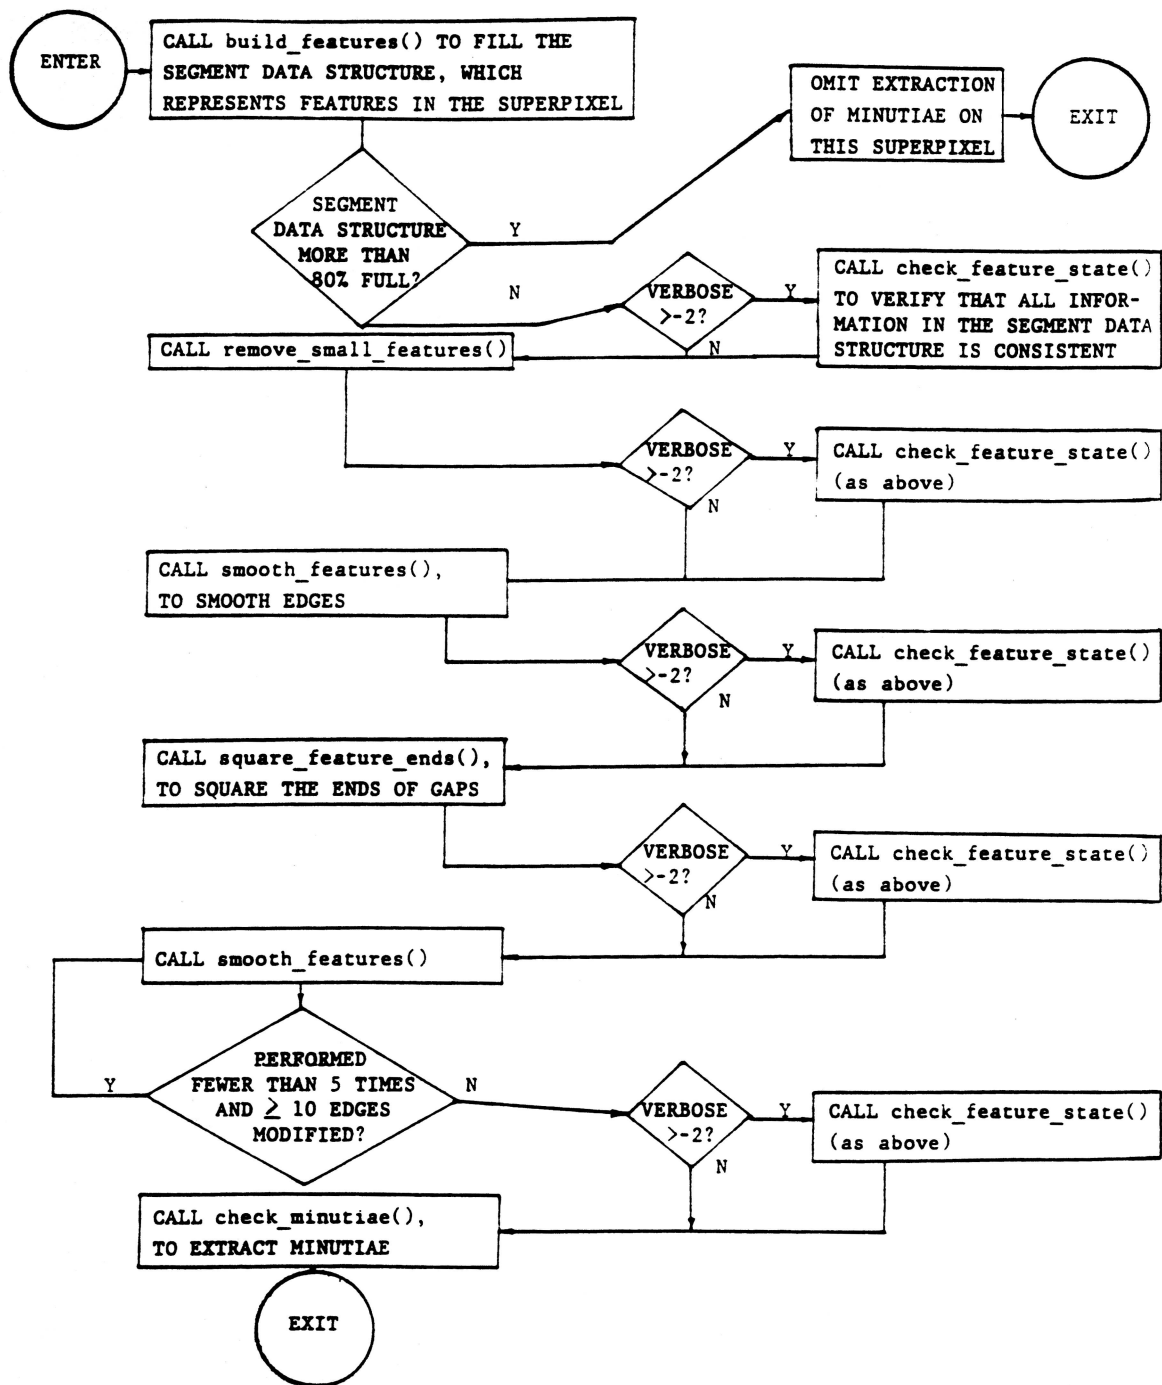 ENTER
CALL build_features() TO FILL THE
SEGMENT DATA STRUCTURE, WHICH
REPRESENTS FEATURES IN THE SUPERPIXEL
OMIT EXTRACTION
OF MINUTIAE ON
THIS SUPERPIXEL
EXIT
SEGMENT
DATA STRUCTURE
MORE THAN
80% FULL?
Y
N
VERBOSE
>-2?
Y
N
CALL check_feature_state()
TO VERIFY THAT ALL INFOR-
MATION IN THE SEGMENT DATA
STRUCTURE IS CONSISTENT
CALL remove_small_features()
VERBOSE
>-2?
Y
N
CALL check_feature_state()
(as above)
CALL smooth_features(),
TO SMOOTH EDGES
VERBOSE
>-2?
Y
N
CALL check_feature_state()
(as above)
CALL square_feature_ends(),
TO SQUARE THE ENDS OF GAPS
VERBOSE
>-2?
Y
N
CALL check_feature_state()
(as above)
CALL smooth_features()
PERFORMED
FEWER THAN 5 TIMES
AND ≥ 10 EDGES
MODIFIED?
Y
N
VERBOSE
>-2?
Y
N
CALL check_feature_state()
(as above)
CALL check_minutiae(),
TO EXTRACT MINUTIAE
EXIT